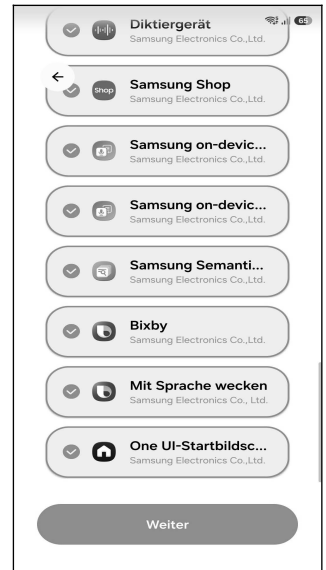 65
Diktiergerät
Samsung Electronics Co.,Ltd.
Shop
Samsung Shop
Samsung Electronics Co.,Ltd.
Samsung on-devic...
Samsung Electronics Co.,Ltd.
Samsung on-devic...
Samsung Electronics Co.,Ltd.
Samsung Semanti...
Samsung Electronics Co.,Ltd.
Bixby
Samsung Electronics Co.,Ltd.
Mit Sprache wecken
Samsung Electronics Co., Ltd.
One UI-Startbildsc...
Samsung Electronics Co.,Ltd.
Weiter